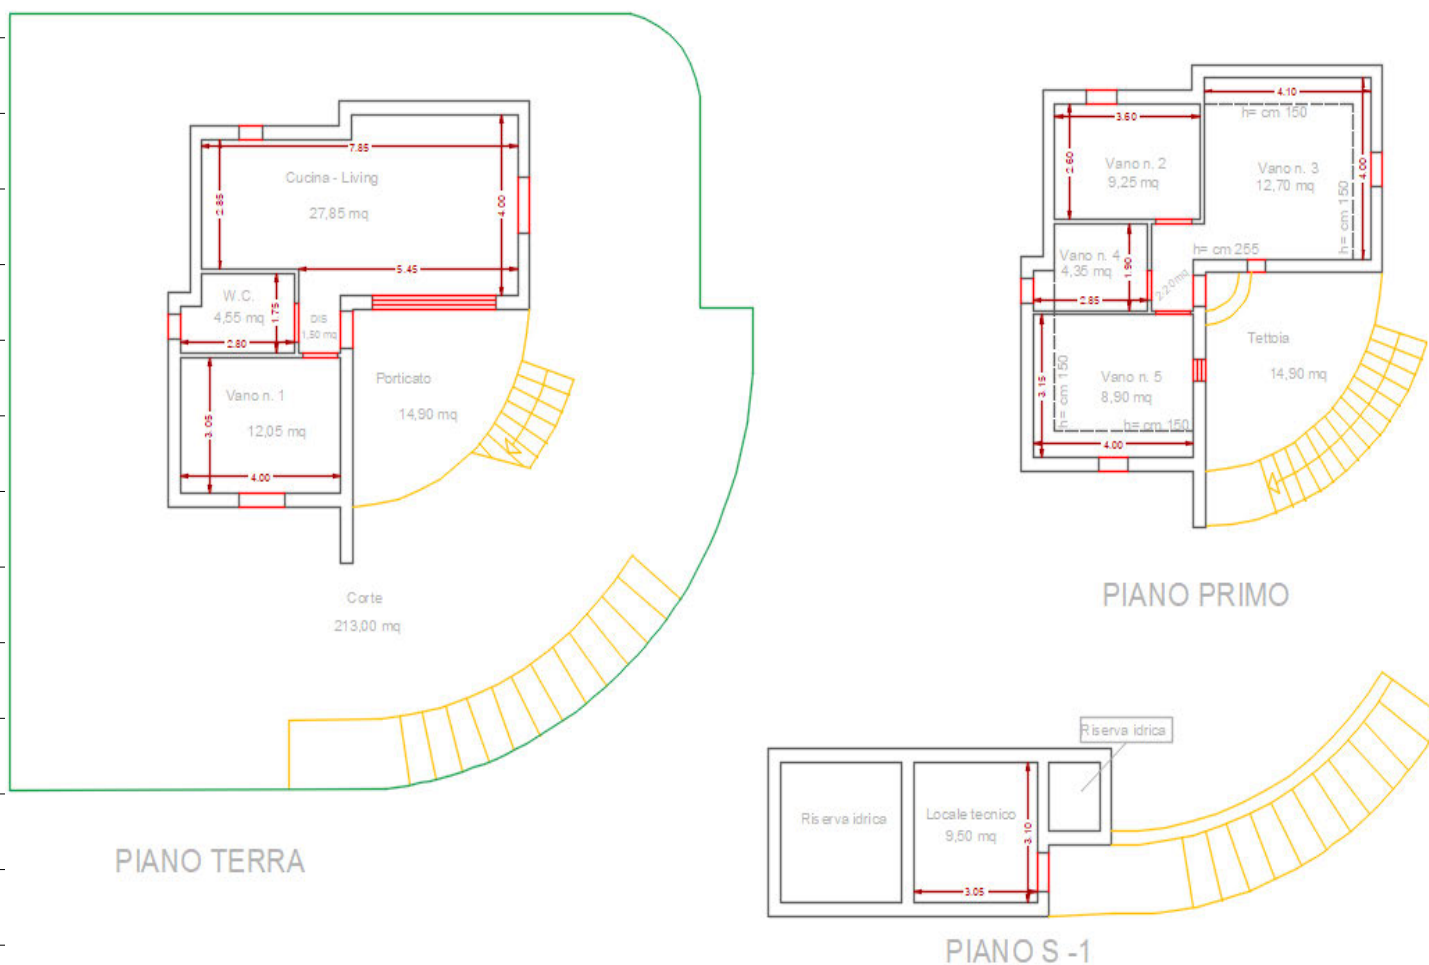 7.85
Cucina - Living
27,85 mq
2.85
4.00
5.45
W.C.
4,55 mq
1.75
2.80
DIS
1,50 mq
Vano n. 1
12,05 mq
3.05
4.00
Porticato
14,90 mq
Corte
213,00 mq
PIANO TERRA
4.10
h= cm 150
3.60
2.60
Vano n. 2
9,25 mq
Vano n. 3
12,70 mq
4.00
h= cm 150
h= cm 255
Vano n. 4
4,35 mq
1.90
2.85
2,20mq
3.15
h= cm 150
Vano n. 5
8,90 mq
h= cm 150
4.00
Tettoia
14,90 mq
PIANO PRIMO
Riserva idrica
Riserva idrica
Locale tecnico
9,50 mq
3.10
3.05
PIANO S -1